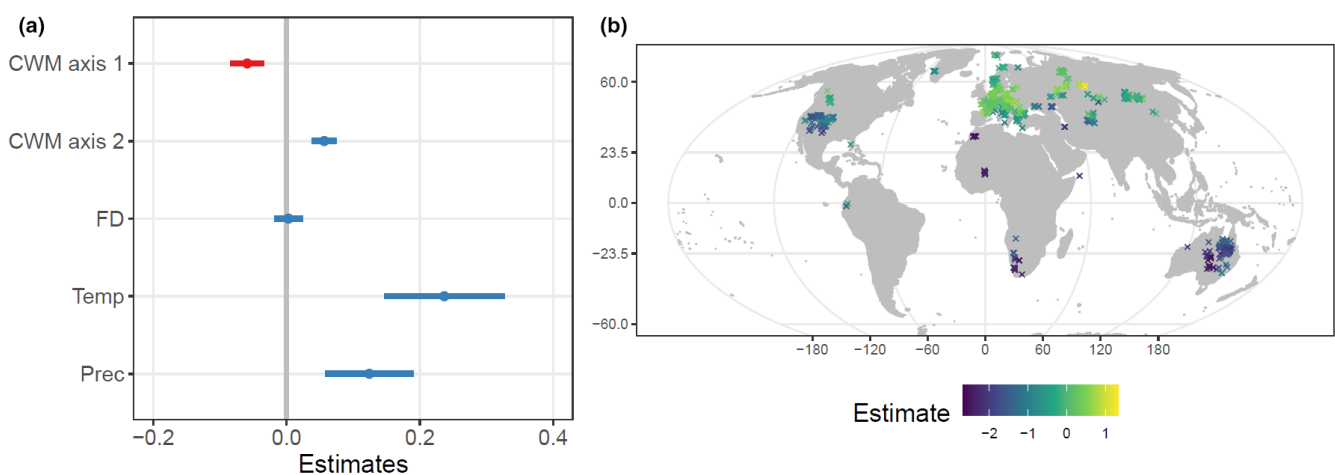 (a)
CWM axis 1
CWM axis 2
FD
Temp
Prec
−0.2 0.0 0.2 0.4
Estimates
(b)
60.0
23.5
0.0
−23.5
−60.0
−180 −60 0 60 120 180
Estimate
−2 −1 0 1